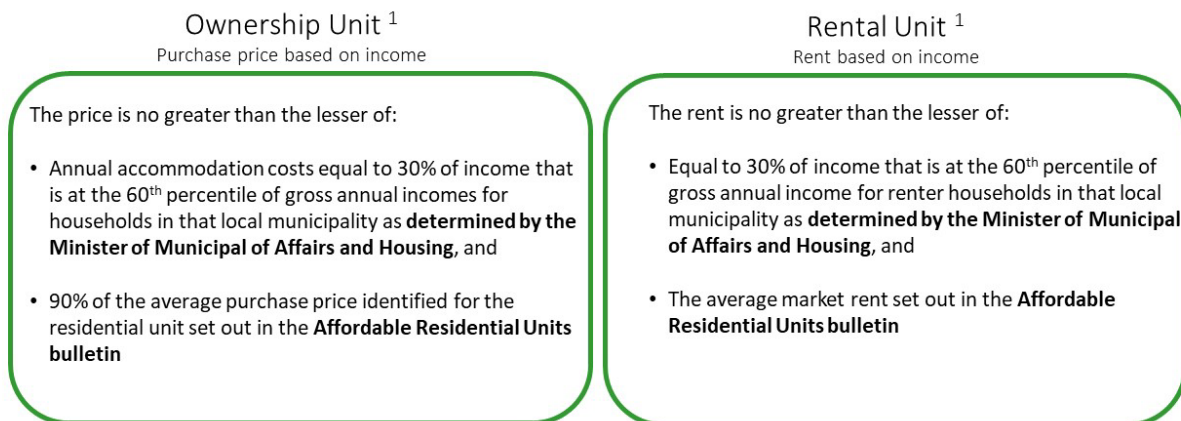 Ownership Unit 1
Purchase price based on income
The price is no greater than the lesser of:
• Annual accommodation costs equal to 30% of income that
is at the 60th percentile of gross annual incomes for
households in that local municipality as determined by the
Minister of Municipal of Affairs and Housing, and
• 90% of the average purchase price identified for the
residential unit set out in the Affordable Residential Units
bulletin
Rental Unit 1
Rent based on income
The rent is no greater than the lesser of:
• Equal to 30% of income that is at the 60th percentile of
gross annual income for renter households in that local
municipality as determined by the Minister of Municipal
of Affairs and Housing, and
• The average market rent set out in the Affordable
Residential Units bulletin